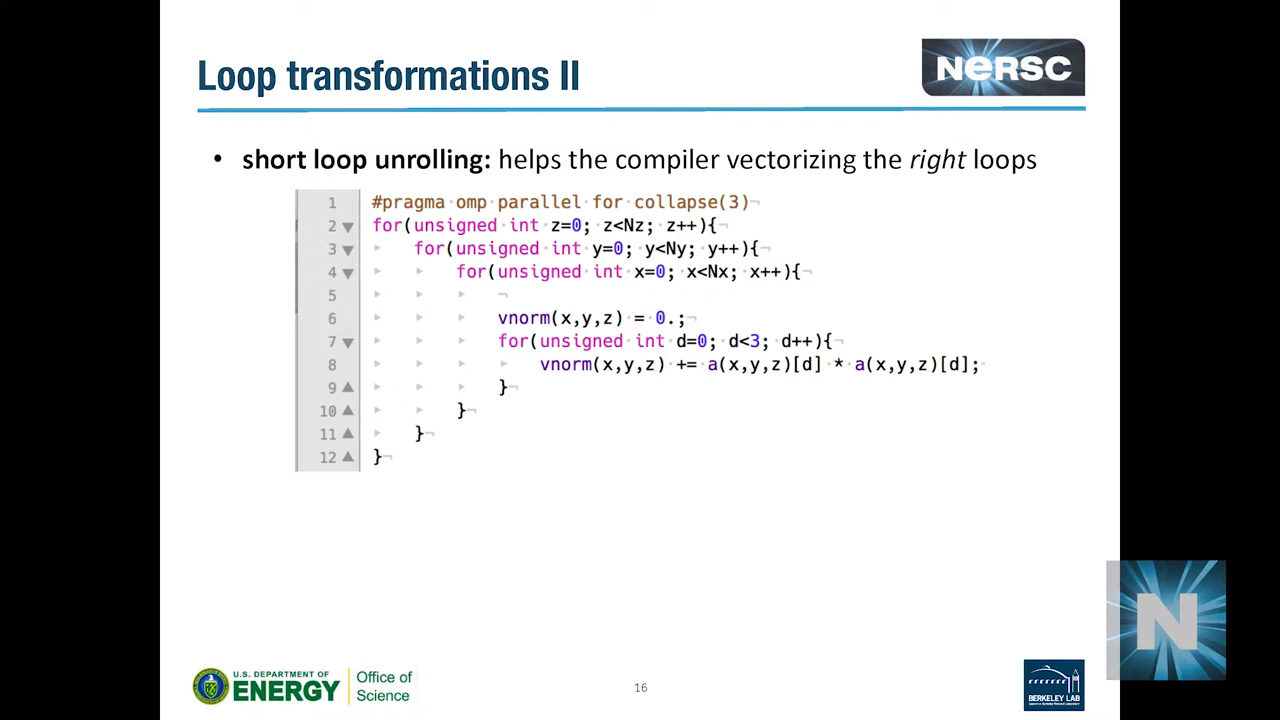 Loop transformations II
NERSC
• short loop unrolling: helps the compiler vectorizing the right loops
1 #pragma omp parallel for collapse(3)
2 for(unsigned int z=0; z<Nz; z++){
3 for(unsigned int y=0; y<Ny; y++){
4 for(unsigned int x=0; x<Nx; x++){
5
6 vnorm(x,y,z) = 0.;
7 for(unsigned int d=0; d<3; d++){
8 vnorm(x,y,z) += a(x,y,z)[d] * a(x,y,z)[d];
9 }
10 }
11 }
12 }
N
U.S. DEPARTMENT OF
ENERGY
Office of
Science
16
BERKELEY LAB